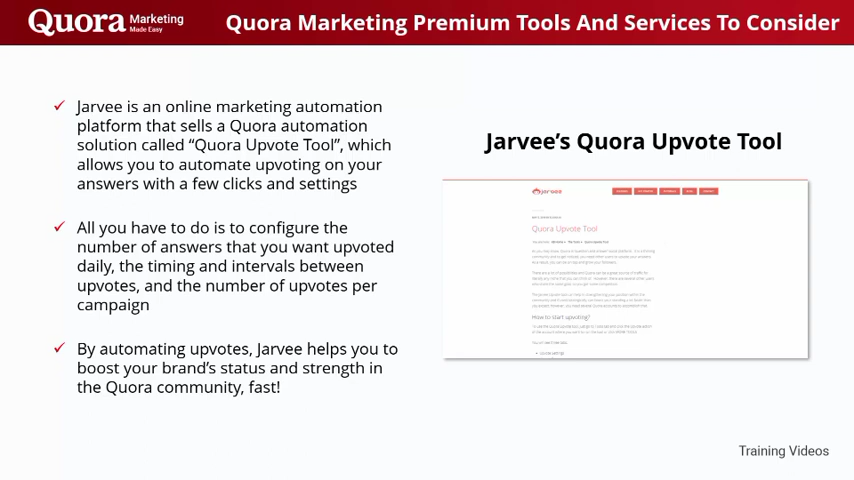 Quora Marketing
Made Easy
Quora Marketing Premium Tools And Services To Consider
✓ Jarvee is an online marketing automation
platform that sells a Quora automation
solution called “Quora Upvote Tool”, which
allows you to automate upvoting on your
answers with a few clicks and settings
✓ All you have to do is to configure the
number of answers that you want upvoted
daily, the timing and intervals between
upvotes, and the number of upvotes per
campaign
✓ By automating upvotes, Jarvee helps you to
boost your brand’s status and strength in
the Quora community, fast!
Jarvee’s Quora Upvote Tool
jarvee
Quora Upvote Tool
How to start upvoting?
Training Videos